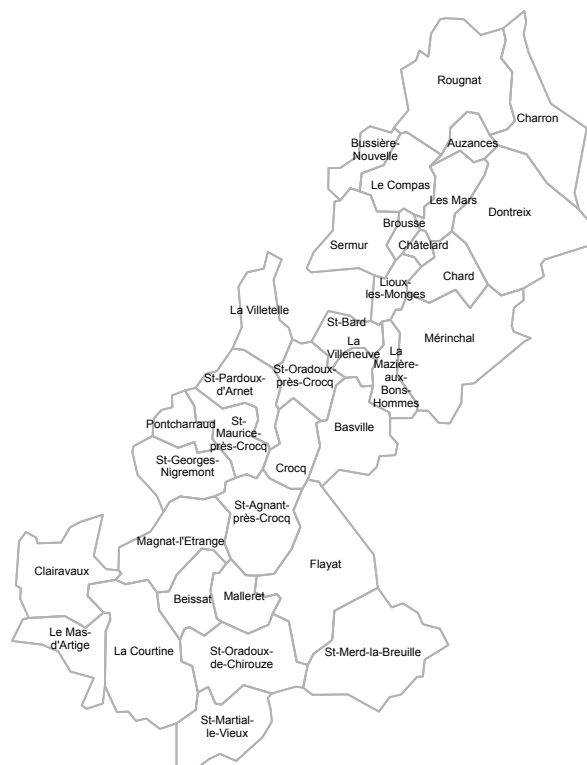 Rougnat
Charron
Bussière-
Nouvelle
Auzances
Le Compas
Les Mars
Dontreix
Brousse
Sermur
Châtelard
Chard
Lioux-
les-Monges
La Villetelle
St-Bard
La
Villeneuve
Mérinchal
La
Mazière-
aux-
Bons-
Hommes
St-Oradoux-
près-Crocq
St-Pardoux-
d'Arnet
Pontcharraud
St-
Maurice-
près-Crocq
Basville
St-Georges-
Nigremont
Crocq
St-Agnant-
près-Crocq
Magnat-l'Etrange
Flayat
Clairavaux
Beissat
Malleret
Le Mas-
d'Artige
La Courtine
St-Oradoux-
de-Chirouze
St-Merd-la-Breuille
St-Martial-
le-Vieux